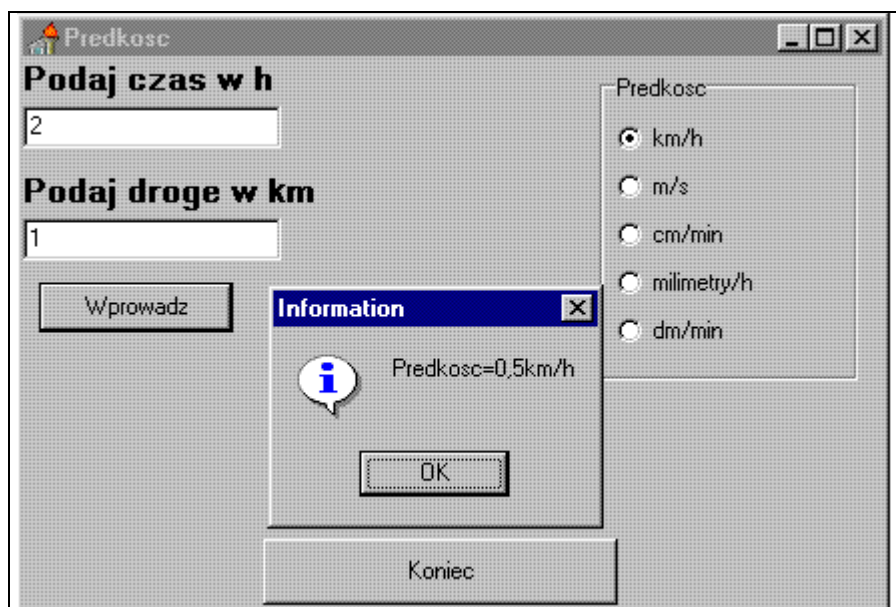 Predkosc
Podaj czas w h
2
Podaj droge w km
1
Wprowadz
Predkosc
km/h
m/s
cm/min
milimetry/h
dm/min
Information
Predkosc=0,5km/h
OK
Koniec